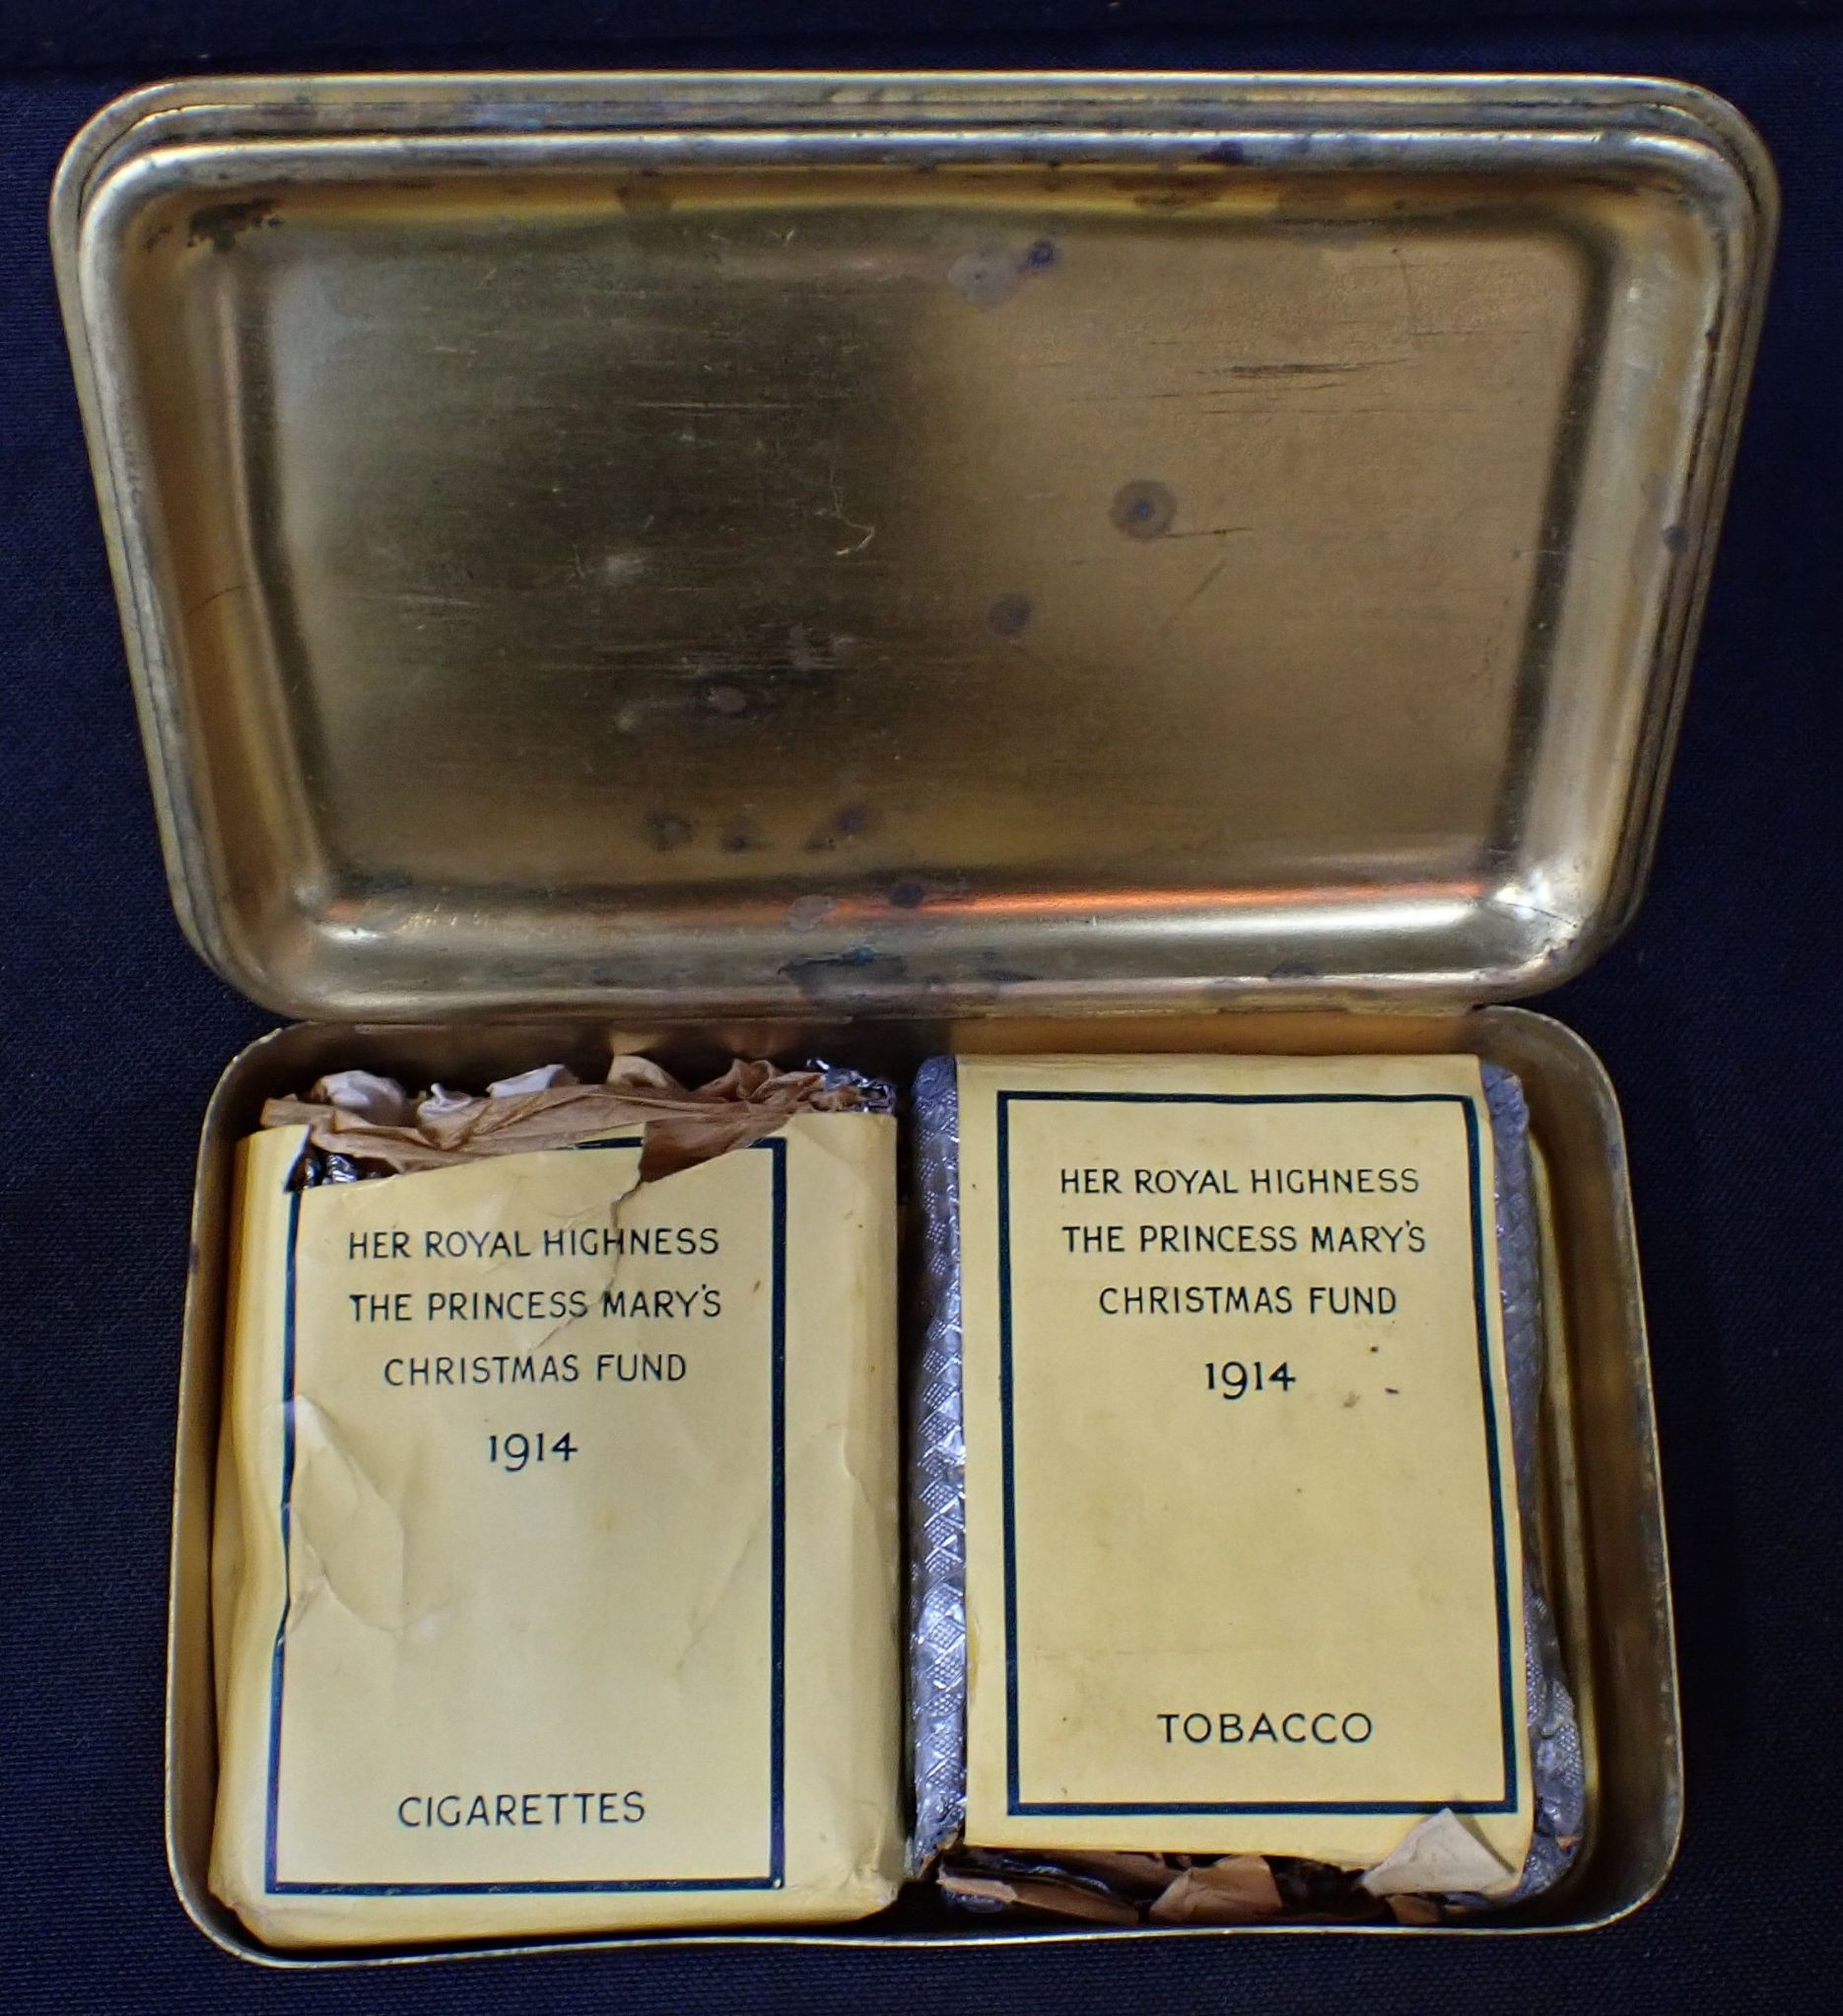 HER ROYAL HIGHNESS
THE PRINCESS MARY'S
CHRISTMAS FUND
1914
CIGARETTES
HER ROYAL HIGHNESS
THE PRINCESS MARY'S
CHRISTMAS FUND
1914
TOBACCO